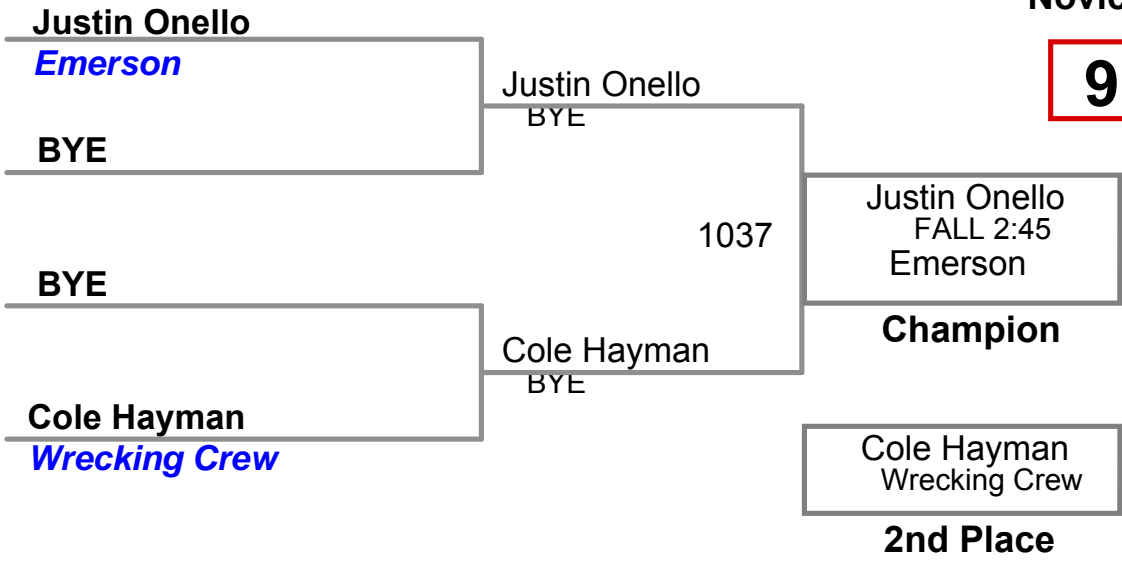 Justin Onello
Emerson
BYE
BYE
Cole Hayman
Wrecking Crew
Justin Onello
BYE
1037
Cole Hayman
BYE
9
Justin Onello
FALL 2:45
Emerson
Champion
Cole Hayman
Wrecking Crew
2nd Place